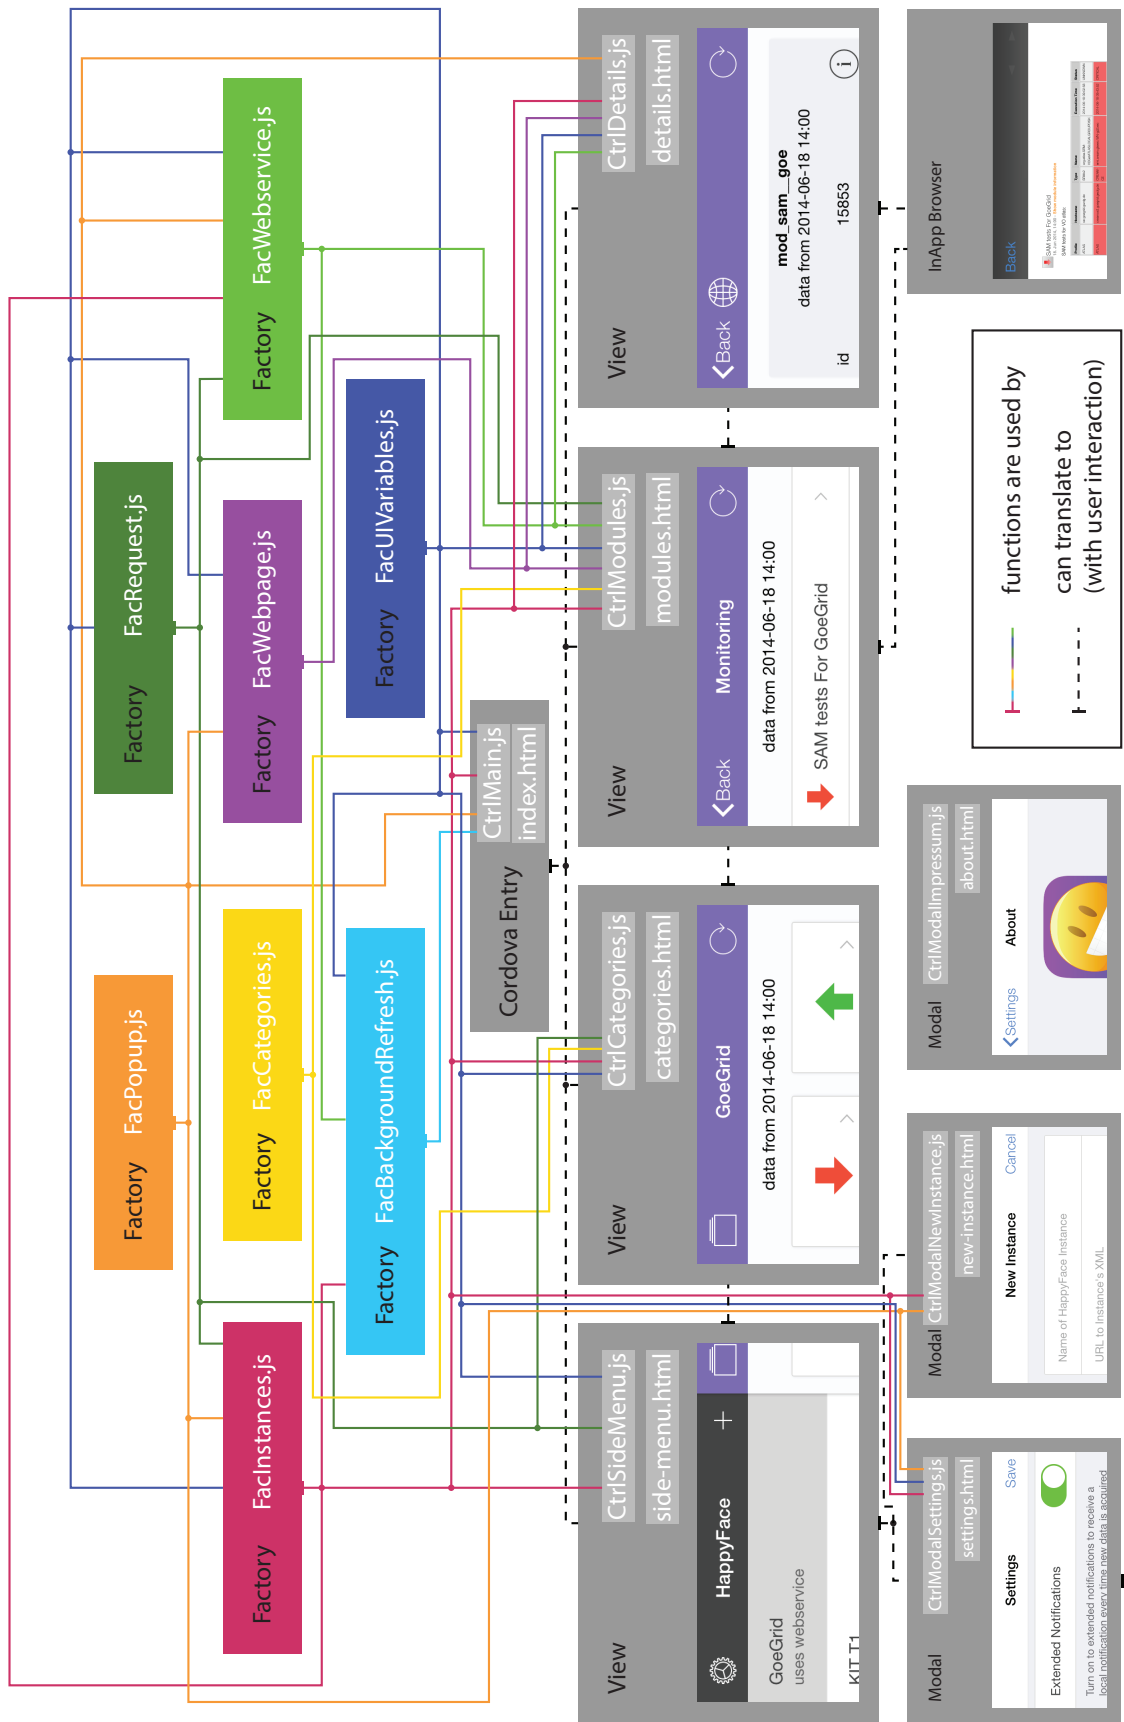 Factory FacPopup.js
Factory FacRequest.js
Factory FacInstances.js
Factory FacCategories.js
Factory FacWebpage.js
Factory FacWebservice.js
Factory FacBackgroundRefresh.js
Factory FacUIVariables.js
Cordova Entry
CtrlMain.js
index.html
View
CtrlSideMenu.js
side-menu.html
HappyFace
GoeGrid
uses webservice
KIT T1
View
CtrlCategories.js
categories.html
GoeGrid
data from 2014-06-18 14:00
View
CtrlModules.js
modules.html
Back
Monitoring
data from 2014-06-18 14:00
SAM tests For GoeGrid
View
CtrlDetails.js
details.html
Back
mod_sam_goe
data from 2014-06-18 14:00
id 15853
Modal
CtrlModalSettings.js
settings.html
Settings
Save
Extended Notifications
Turn on to extended notifications to receive a
local notification every time new data is acquired
Modal
CtrlModalNewInstance.js
new-instance.html
New Instance
Cancel
Name of HappyFace Instance
URL to Instance's XML
Modal
CtrlModalImpressum.js
about.html
Settings
About
functions are used by
can translate to
(with user interaction)
InApp Browser
Back
SAM tests For GoeGrid